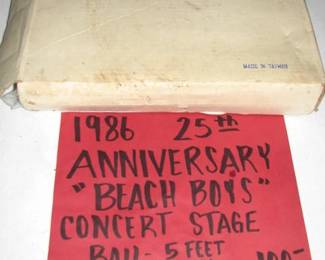 MADE IN TAIWAN
1986 25TH
ANNIVERSARY
"BEACH BOYS"
CONCERT STAGE
BALL - 5 FEET